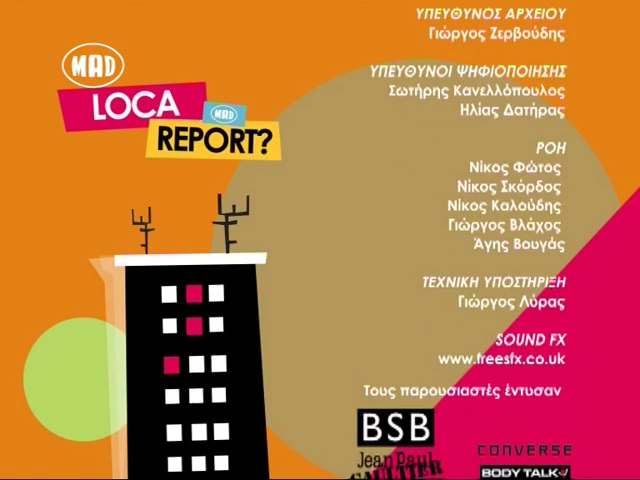 MAD
LOCA
MAD
REPORT?
ΥΠΕΥΘΥΝΟΣ ΑΡΧΕΙΟΥ
Γιώργος Ζερβούδης
ΥΠΕΥΘΥΝΟΙ ΨΗΦΙΟΠΟΙΗΣΗΣ
Σωτήρης Κανελλόπουλος
Ηλίας Δατήρας
ΡΟΗ
Νίκος Φώτος
Νίκος Σκόρδος
Νίκος Καλούδης
Γιώργος Βλάχος
Άγης Βουγάς
ΤΕΧΝΙΚΗ ΥΠΟΣΤΗΡΙΞΗ
Γιώργος Λύρας
SOUND FX
www.freesfx.co.uk
Τους παρουσιαστές έντυσαν
BSB
Jean Paul
GAULTIER
CONVERSE
BODY TALK